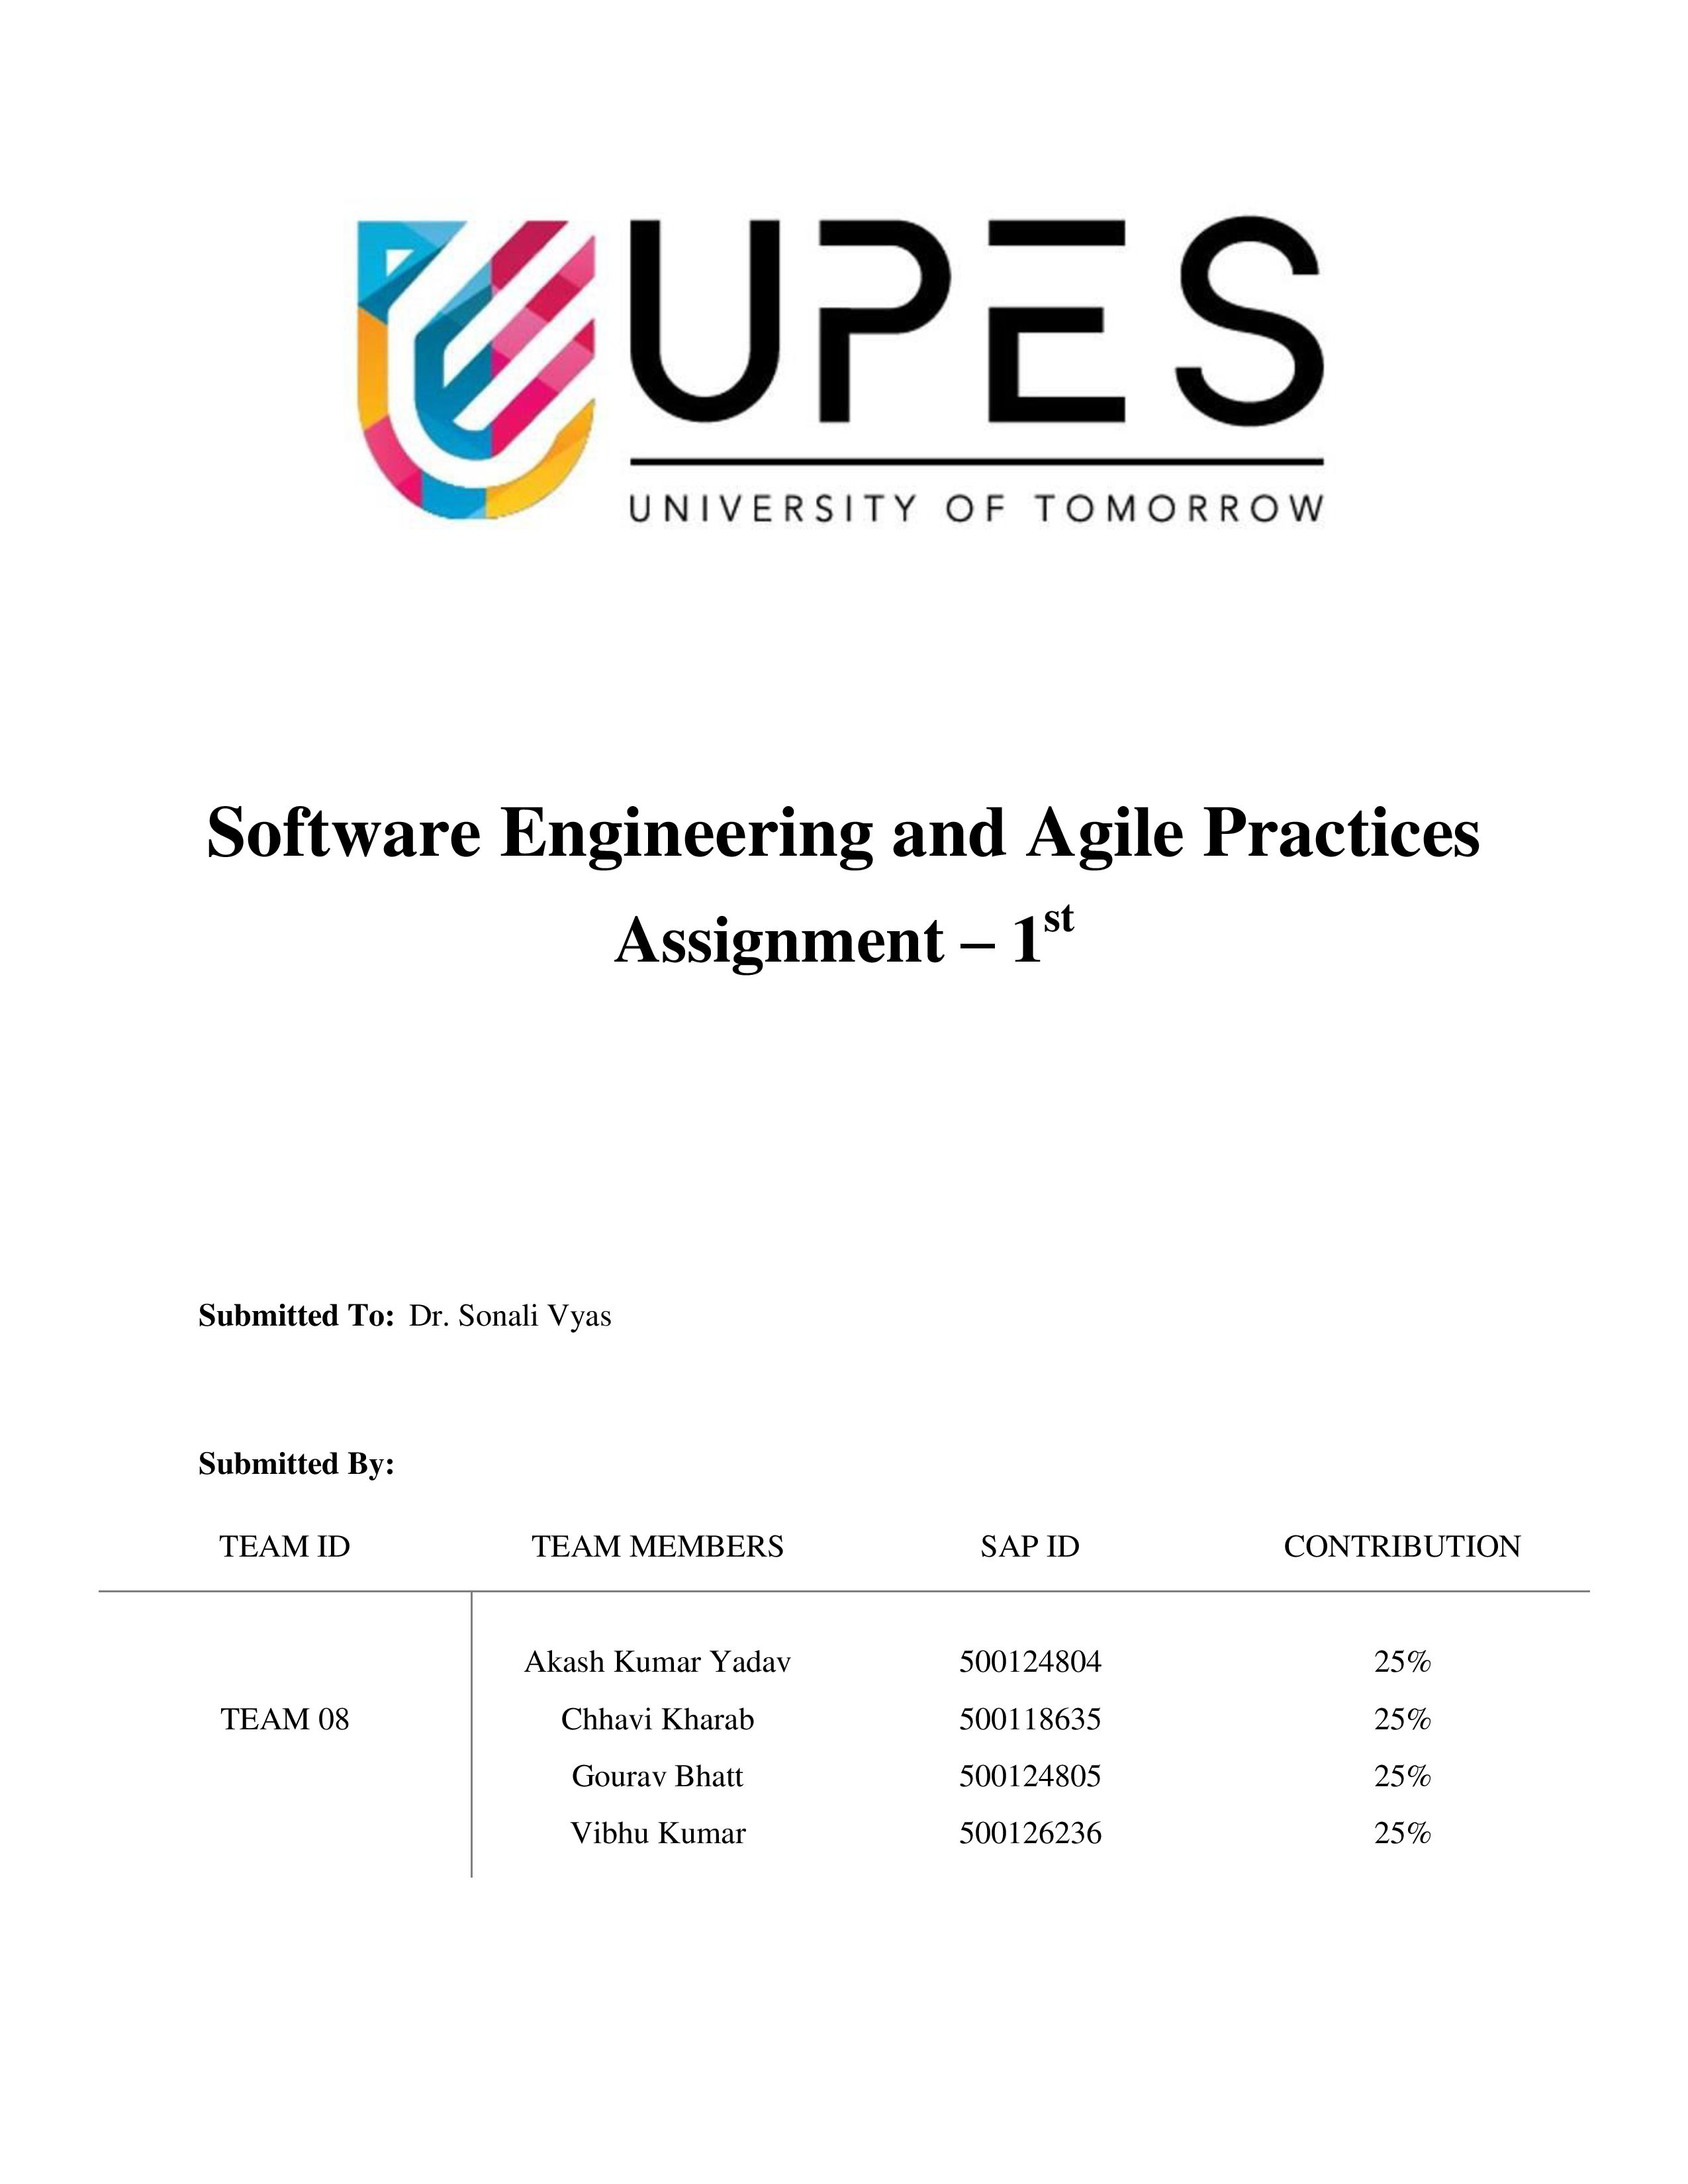 UPES
UNIVERSITY OF TOMORROW
Software Engineering and Agile Practices
Assignment – 1st
Submitted To: Dr. Sonali Vyas
Submitted By:
TEAM ID TEAM MEMBERS SAP ID CONTRIBUTION
Akash Kumar Yadav 500124804 25%
TEAM 08 Chhavi Kharab 500118635 25%
Gourav Bhatt 500124805 25%
Vibhu Kumar 500126236 25%